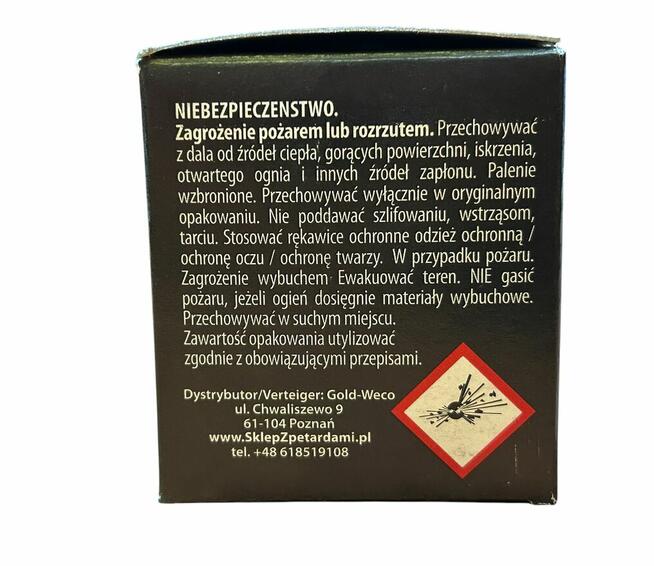 NIEBEZPIECZENSTWO.
Zagrożenie pożarem lub rozrzutem. Przechowywać
z dala od źródeł ciepła, gorących powierzchni, iskrzenia,
otwartego ognia i innych źródeł zapłonu. Palenie
wzbronione. Przechowywać wyłącznie w oryginalnym
opakowaniu. Nie poddawać szlifowaniu, wstrząsom,
tarciu. Stosować rękawice ochronne odzież ochronną /
ochronę oczu / ochronę twarzy. W przypadku pożaru.
Zagrożenie wybuchem Ewakuować teren. NIE gasić
pożaru, jeżeli ogień dosięgnie materiały wybuchowe.
Przechowywać w suchym miejscu.
Zawartość opakowania utylizować
zgodnie z obowiązującymi przepisami.
Dystrybutor/Verteiger: Gold-Weco
ul. Chwaliszewo 9
61-104 Poznań
www.SklepZpetardami.pl
tel. +48 618519108